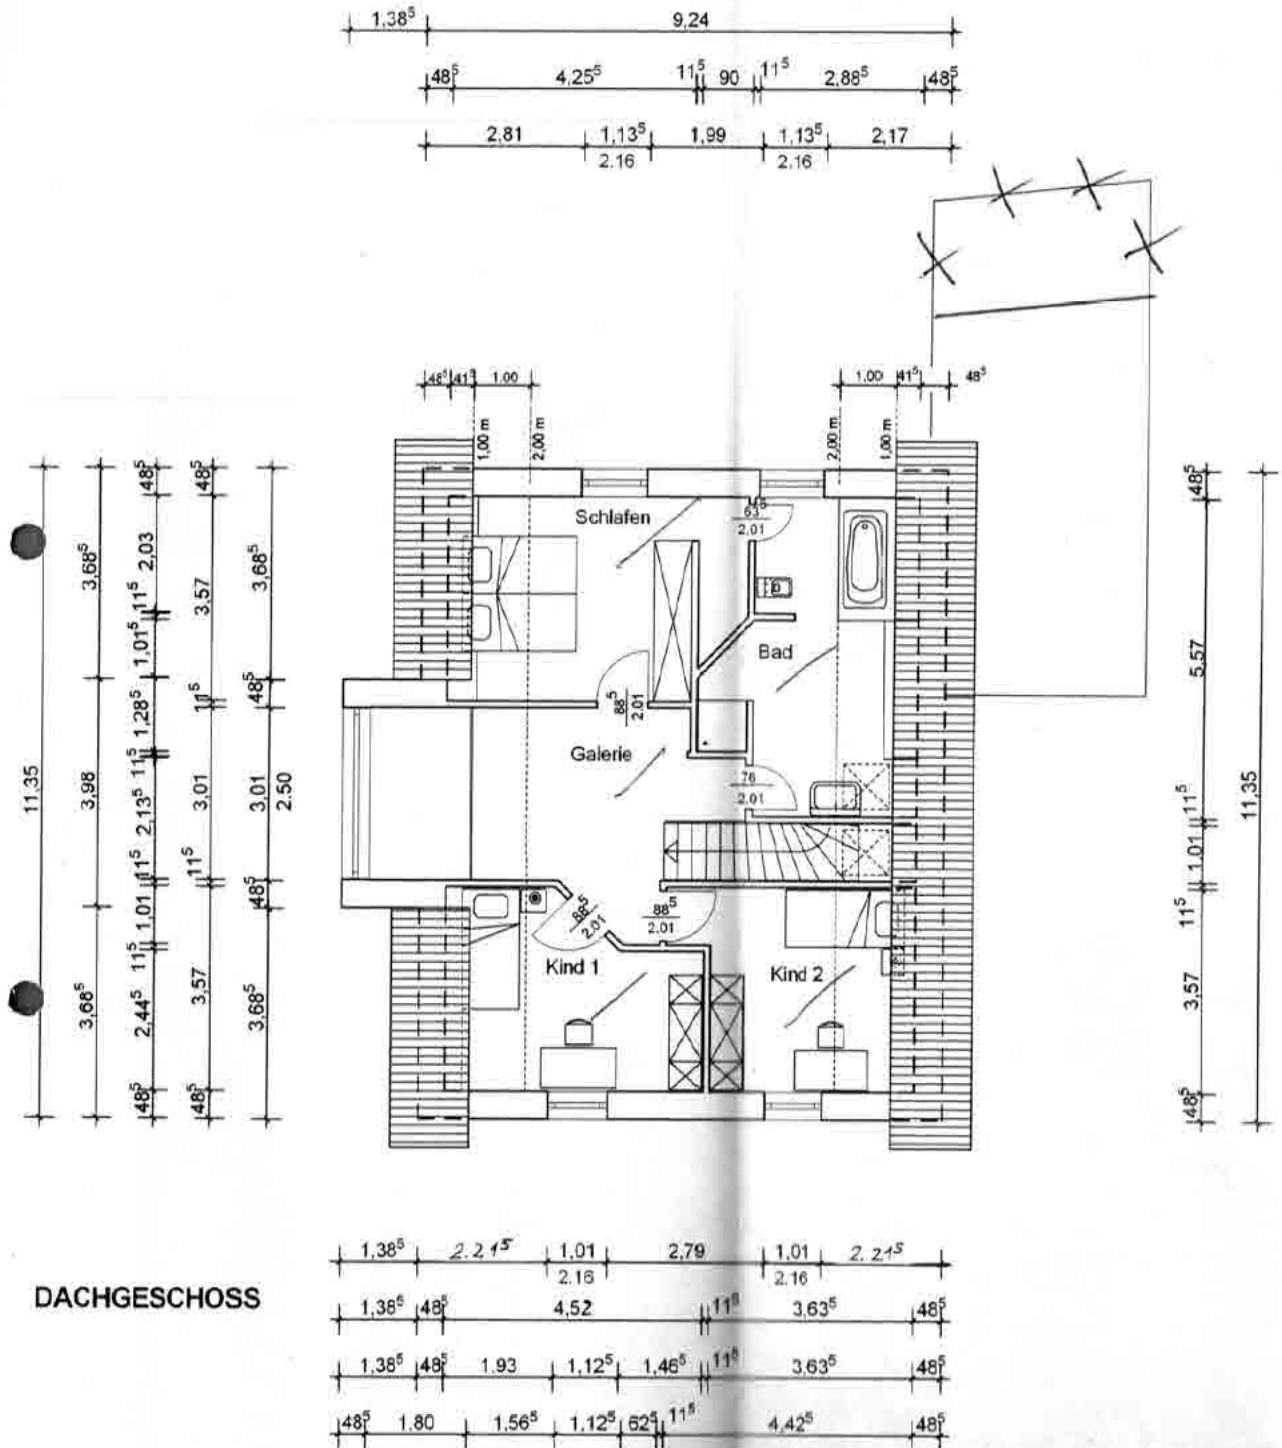 1,38⁵ 9,24
48⁵ 4,25⁵ 11⁵ 90 11⁵ 2,88⁵ 48⁵
2,81 1,13⁵ 1,99 1,13⁵ 2,17
2.16 2.16
48⁵ 41⁵ 1.00 1,00 41⁵ 48⁵
1,00 m 2,00 m 2,00 m 1,00 m
11,35
3,68⁵ 3,98 3,68⁵
48⁵ 2,03 11⁵ 1,01⁵ 1,28⁵ 11⁵ 2,13⁵ 11⁵ 1,01 11⁵ 2,44⁵ 48⁵
48⁵ 3,57 11⁵ 3,01 11⁵ 3,57 48⁵
3,68⁵ 48⁵ 3,01 48⁵ 3,68⁵
2.50
Schlafen
63⁵
2.01
Bad
88⁵
2.01
Galerie
76
2.01
88⁵
2.01
88⁵
2.01
Kind 1
Kind 2
48⁵ 5,57 11⁵ 1.01 11⁵ 3,57 48⁵
11,35
1,38⁵ 2.21⁵ 1,01 2,79 1,01 2.21⁵
2.16 2.16
DACHGESCHOSS
1,38⁵ 48⁵ 4,52 11⁵ 3,63⁵ 48⁵
1,38⁵ 48⁵ 1,93 1,12⁵ 1,46⁵ 11⁵ 3,63⁵ 48⁵
48⁵ 1,80 1,56⁵ 1,12⁵ 62⁵ 11⁵ 4,42⁵ 48⁵